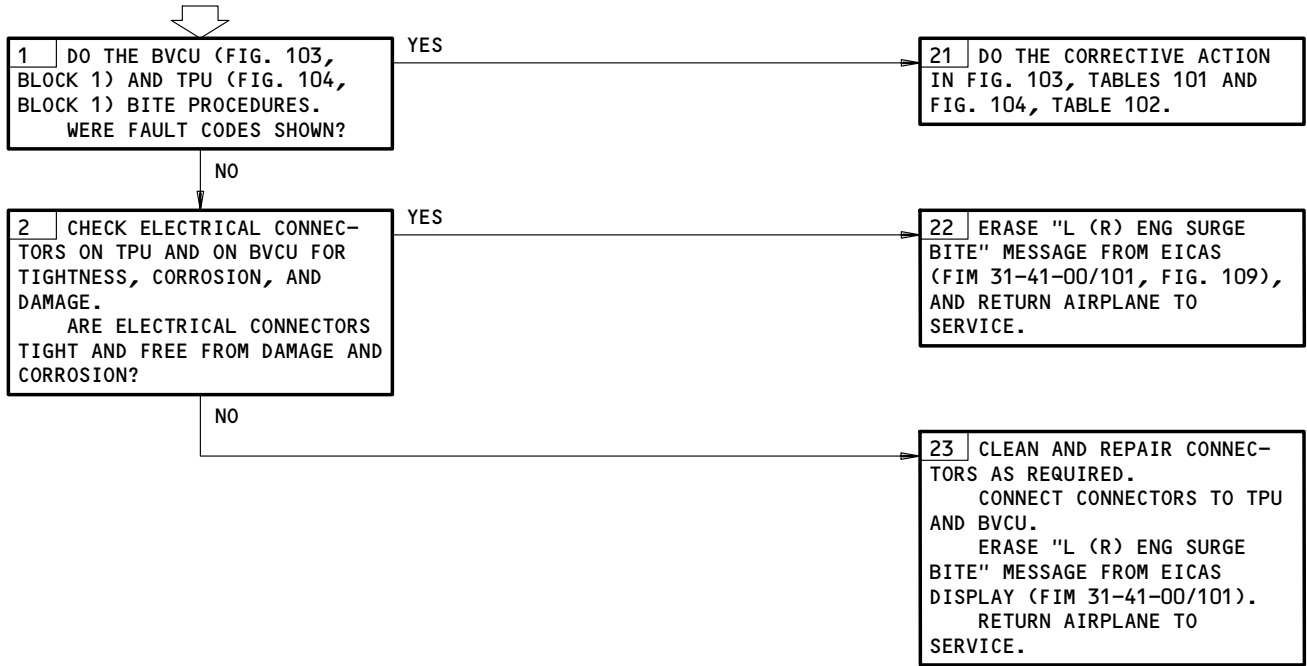 1 DO THE BVCU (FIG. 103,
BLOCK 1) AND TPU (FIG. 104,
BLOCK 1) BITE PROCEDURES.
WERE FAULT CODES SHOWN?
YES
21 DO THE CORRECTIVE ACTION
IN FIG. 103, TABLES 101 AND
FIG. 104, TABLE 102.
NO
2 CHECK ELECTRICAL CONNEC-
TORS ON TPU AND ON BVCU FOR
TIGHTNESS, CORROSION, AND
DAMAGE.
ARE ELECTRICAL CONNECTORS
TIGHT AND FREE FROM DAMAGE AND
CORROSION?
YES
22 ERASE "L (R) ENG SURGE
BITE" MESSAGE FROM EICAS
(FIM 31-41-00/101, FIG. 109),
AND RETURN AIRPLANE TO
SERVICE.
NO
23 CLEAN AND REPAIR CONNEC-
TORS AS REQUIRED.
CONNECT CONNECTORS TO TPU
AND BVCU.
ERASE "L (R) ENG SURGE
BITE" MESSAGE FROM EICAS
DISPLAY (FIM 31-41-00/101).
RETURN AIRPLANE TO
SERVICE.